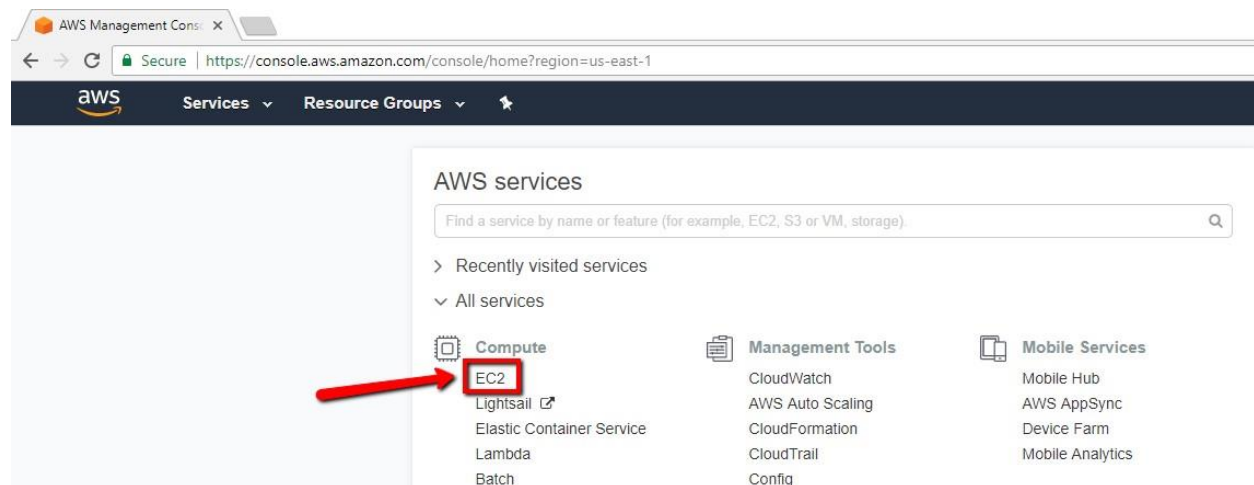 AWS Management Cons
Secure | https://console.aws.amazon.com/console/home?region=us-east-1
aws Services Resource Groups
AWS services
Find a service by name or feature (for example, EC2, S3 or VM, storage).
Recently visited services
All services
Compute
EC2
Lightsail
Elastic Container Service
Lambda
Batch
Management Tools
CloudWatch
AWS Auto Scaling
CloudFormation
CloudTrail
Config
Mobile Services
Mobile Hub
AWS AppSync
Device Farm
Mobile Analytics